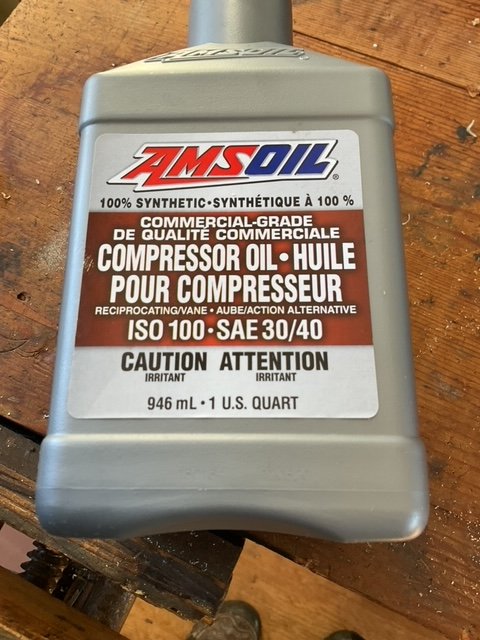 AMSOIL
AMSOIL®
100% SYNTHETIC•SYNTHÉTIQUE À 100 %
COMMERCIAL-GRADE
DE QUALITÉ COMMERCIALE
COMPRESSOR OIL • HUILE
POUR COMPRESSEUR
RECIPROCATING/VANE • AUBE/ACTION ALTERNATIVE
ISO 100 • SAE 30/40
CAUTION ATTENTION
IRRITANT IRRITANT
946 mL • 1 U.S. QUART